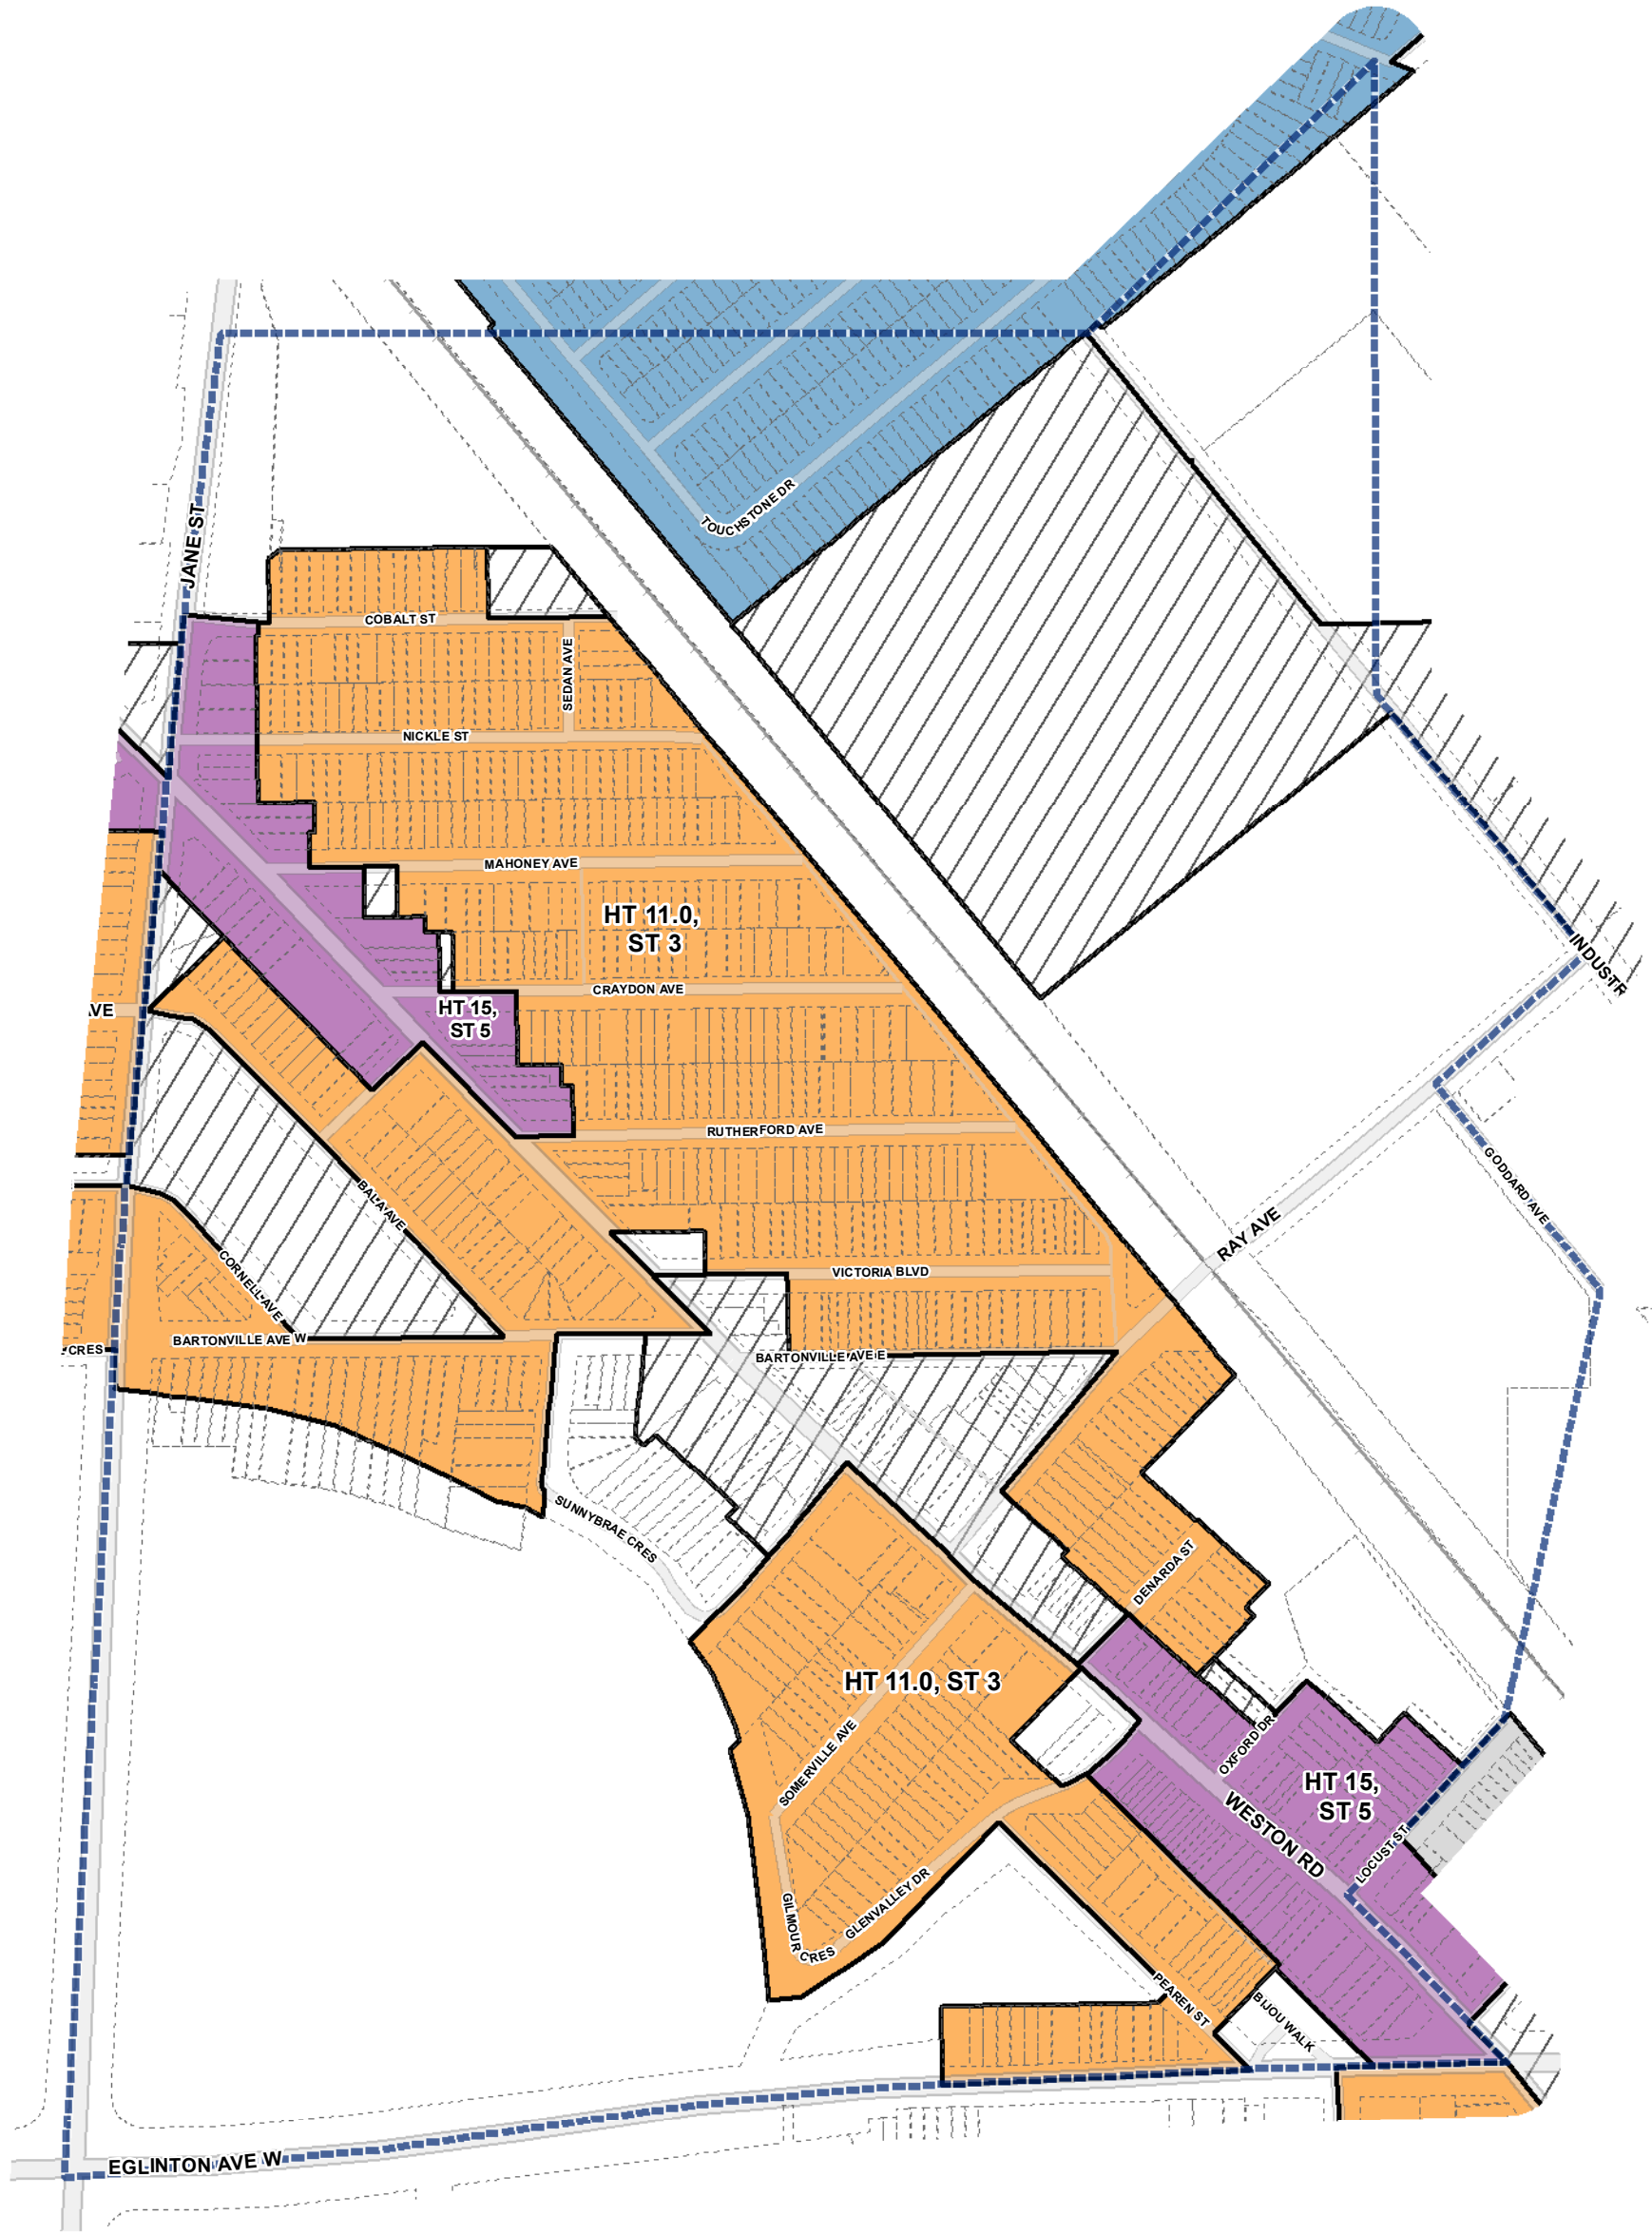 TOUCHSTONE DR
JANE ST
COBALT ST
SEDAN AVE
NICKLE ST
MAHONEY AVE
HT 11.0,
ST 3
INDUSTR
CRAYDON AVE
HT 15,
ST 5
AVE
RUTHERFORD AVE
GODDARD AVE
BALA AVE
RAY AVE
CORNELL AVE
VICTORIA BLVD
BARTONVILLE AVE W
CRES
BARTONVILLE AVE E
SUNNYBRAE CRES
DENARDA ST
HT 11.0, ST 3
SOMERVILLE AVE
OXFORD DR
HT 15,
ST 5
WESTON RD
LOCUST ST
GILMOUR CRES
GLENVALLEY DR
PEAREN ST
BIJOU WALK
EGLINTON AVE W